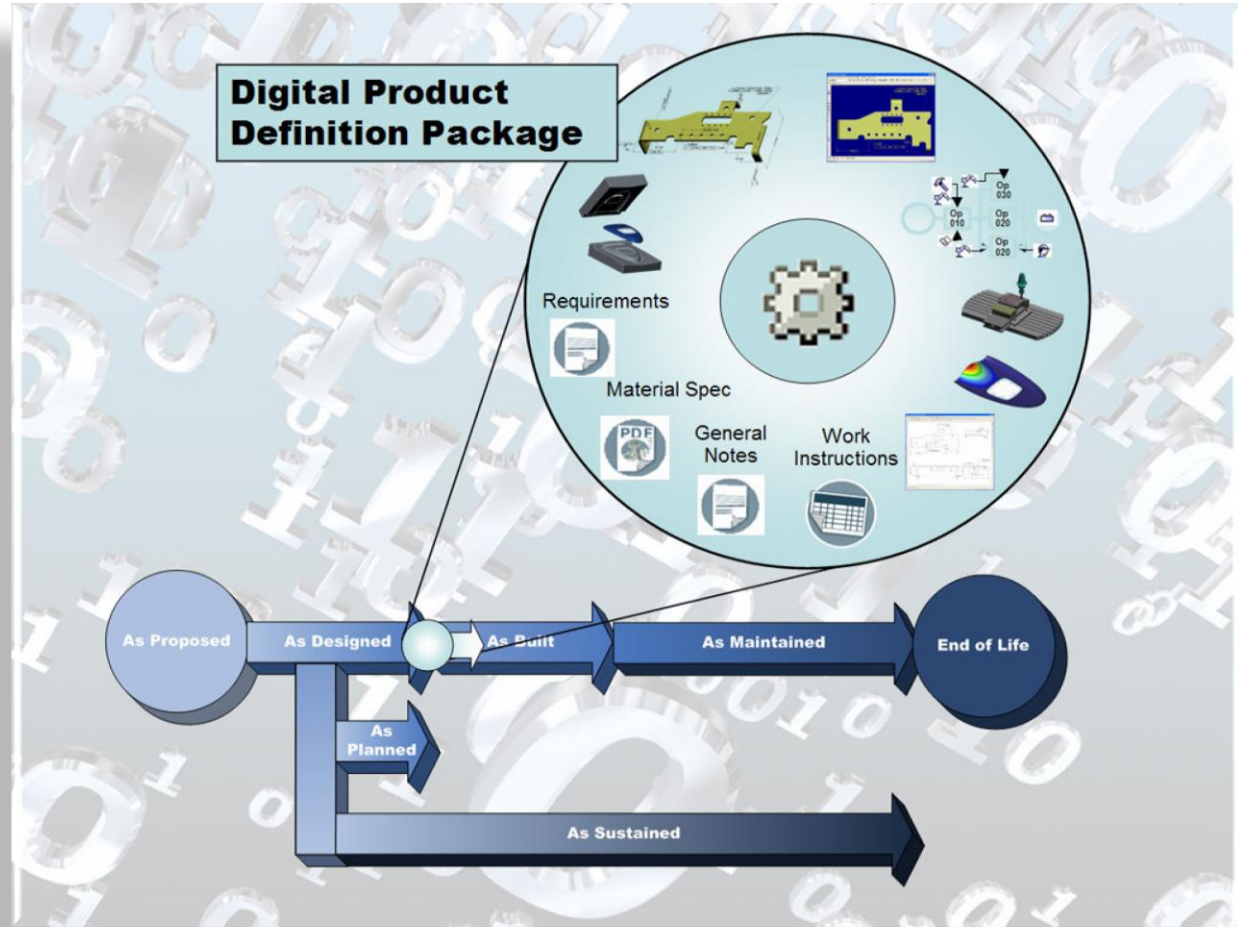 Digital Product
Definition Package
Op
030
Op
010
Op
020
Op
020
Requirements
Material Spec
PDF
General
Notes
Work
Instructions
As Proposed
As Designed
As Built
As Maintained
End of Life
As
Planned
As Sustained